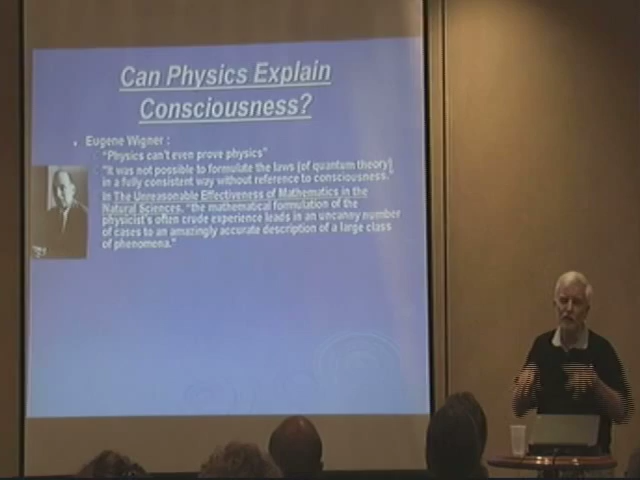 Can Physics Explain
Consciousness?
Eugene Wigner :
"Physics can't even prove physics"
"It was not possible to formulate the laws (of quantum theory)
in a fully consistent way without reference to consciousness."
In The Unreasonable Effectiveness of Mathematics in the
Natural Sciences, "the mathematical formulation of the
physicist's often crude experience leads in an uncanny number
of cases to an amazingly accurate description of a large class
of phenomena."